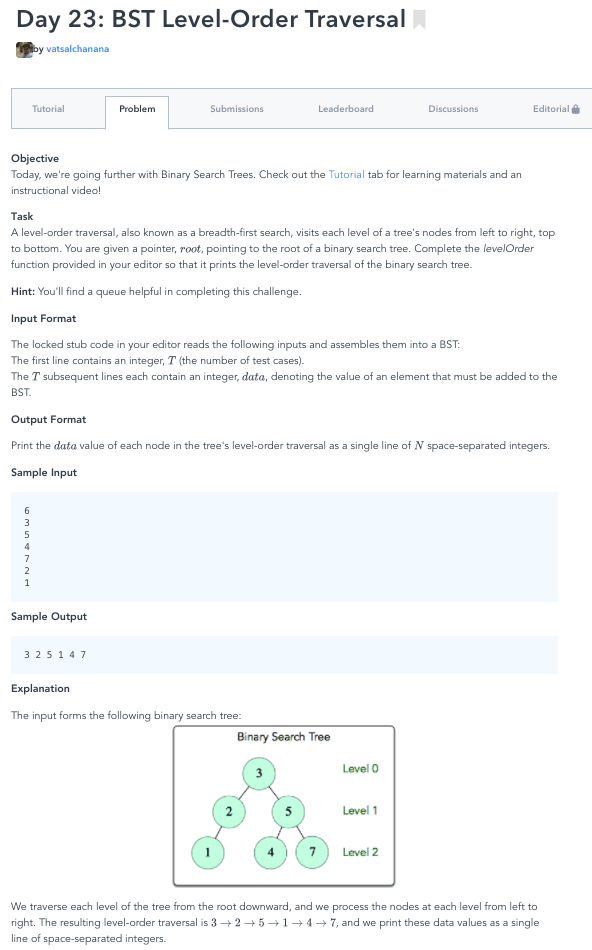 Day 23: BST Level-Order Traversal
by vatsalchanana
Tutorial
Problem
Submissions
Leaderboard
Discussions
Editorial
Objective
Today, we're going further with Binary Search Trees. Check out the Tutorial tab for learning materials and an
instructional video!
Task
A level-order traversal, also known as a breadth-first search, visits each level of a tree's nodes from left to right, top
to bottom. You are given a pointer, root, pointing to the root of a binary search tree. Complete the levelOrder
function provided in your editor so that it prints the level-order traversal of the binary search tree.
Hint: You'll find a queue helpful in completing this challenge.
Input Format
The locked stub code in your editor reads the following inputs and assembles them into a BST:
The first line contains an integer, T (the number of test cases).
The T subsequent lines each contain an integer, data, denoting the value of an element that must be added to the
BST.
Output Format
Print the data value of each node in the tree's level-order traversal as a single line of N space-separated integers.
Sample Input
6
3
5
4
7
2
1
Sample Output
3 2 5 1 4 7
Explanation
The input forms the following binary search tree:
Binary Search Tree
3 Level 0
2 5 Level 1
1 4 7 Level 2
We traverse each level of the tree from the root downward, and we process the nodes at each level from left to
right. The resulting level-order traversal is 3 → 2 → 5 → 1 → 4 → 7, and we print these data values as a single
line of space-separated integers.